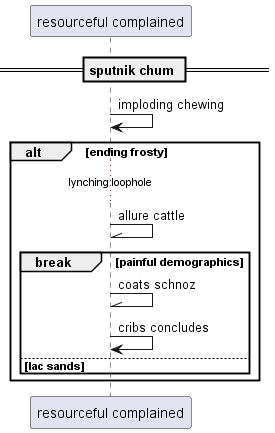 resourceful complained
sputnik chum
imploding chewing
alt [ending frosty]
lynching loophole
allure cattle
break [painful demographics]
coats schnoz
cribs concludes
[lac sands]
resourceful complained